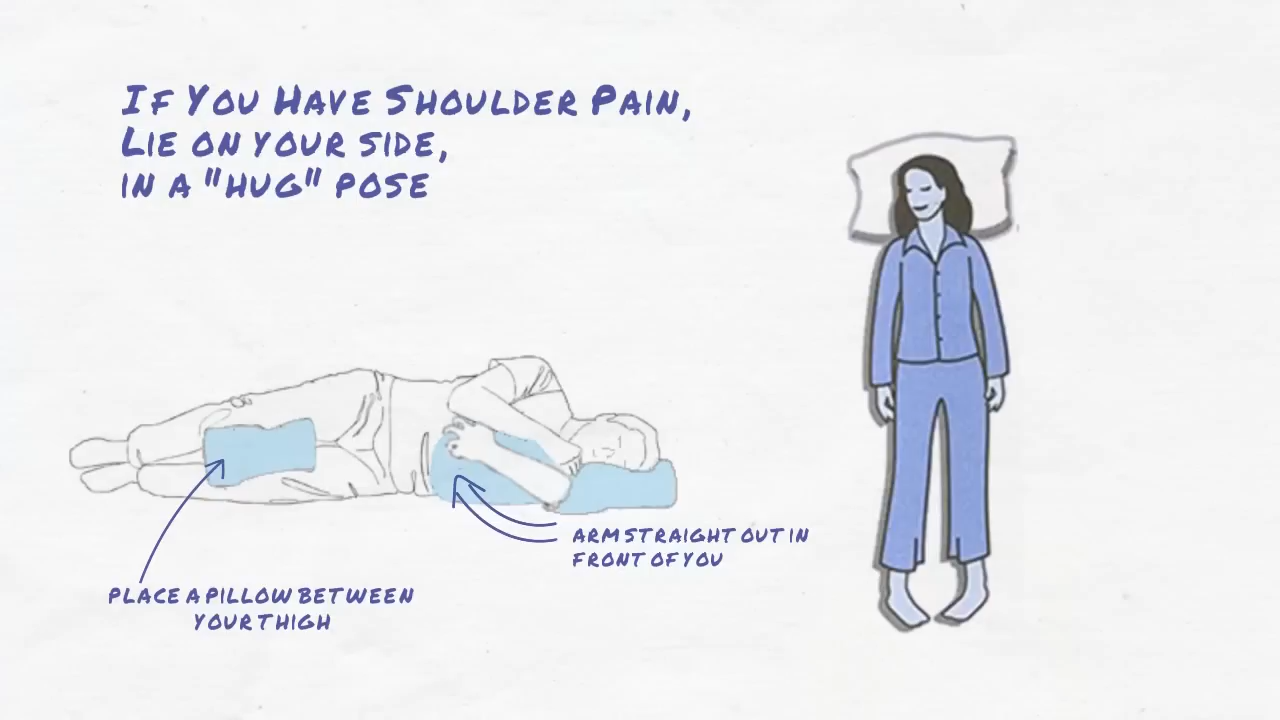 If You Have Shoulder Pain,
Lie on your side,
in a "hug" pose
ARM STRAIGHT OUT IN
FRONT OF YOU
PLACE A PILLOW BETWEEN
YOUR THIGH